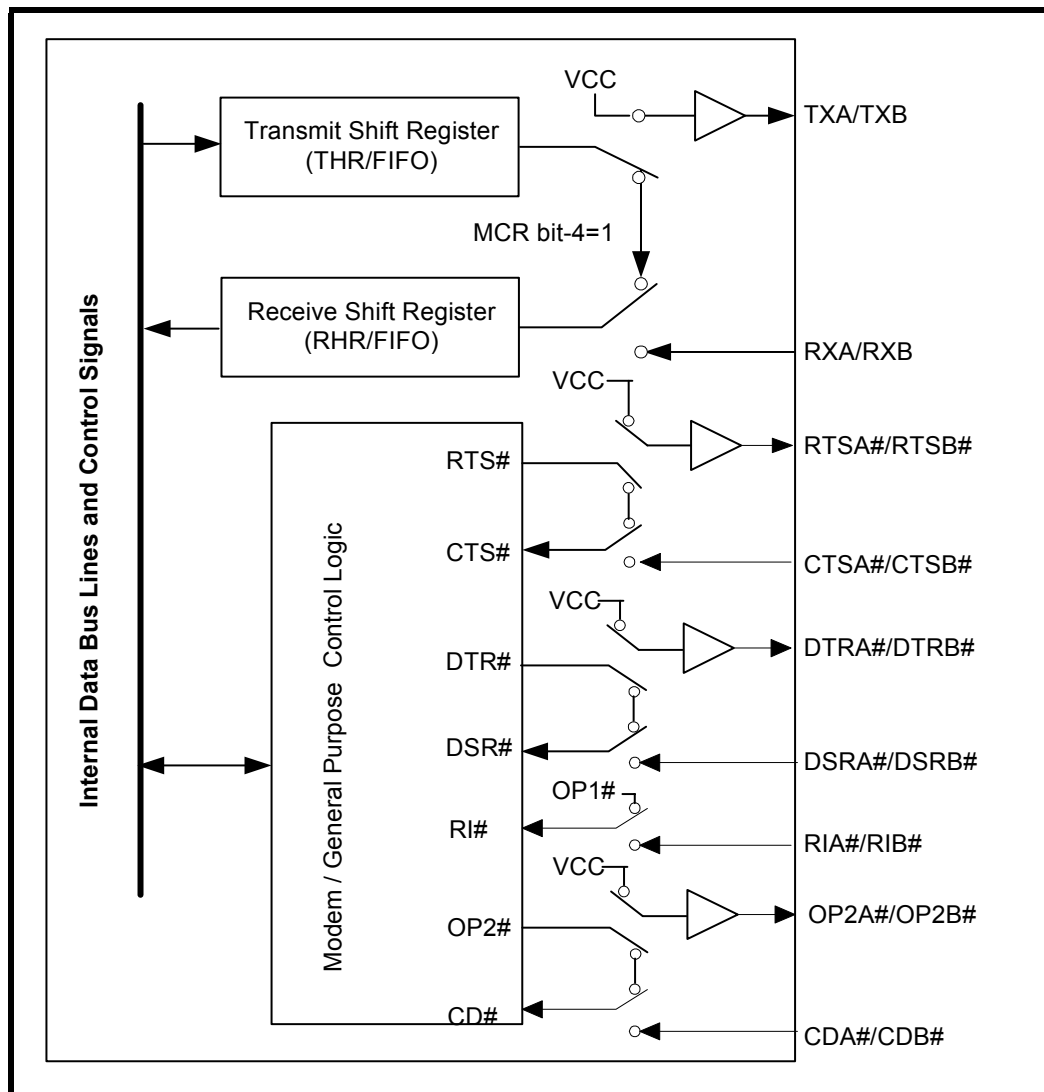 VCC
TXA/TXB
Transmit Shift Register
(THR/FIFO)
MCR bit-4=1
Receive Shift Register
(RHR/FIFO)
RXA/RXB
Internal Data Bus Lines and Control Signals
VCC
RTSA#/RTSB#
RTS#
CTS#
CTSA#/CTSB#
Modem / General Purpose Control Logic
VCC
DTRA#/DTRB#
DTR#
DSR#
DSRA#/DSRB#
OP1#
RI#
RIA#/RIB#
VCC
OP2A#/OP2B#
OP2#
CD#
CDA#/CDB#